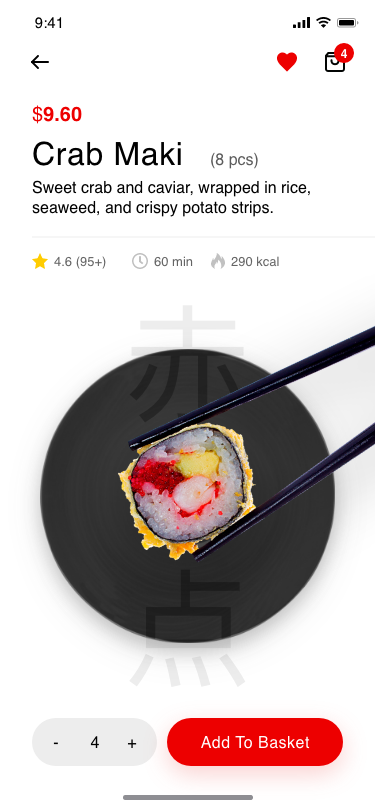 9:41
4
$9.60
Crab Maki (8 pcs)
Sweet crab and caviar, wrapped in rice,
seaweed, and crispy potato strips.
4.6 (95+) 60 min 290 kcal
赤
点
- 4 + Add To Basket